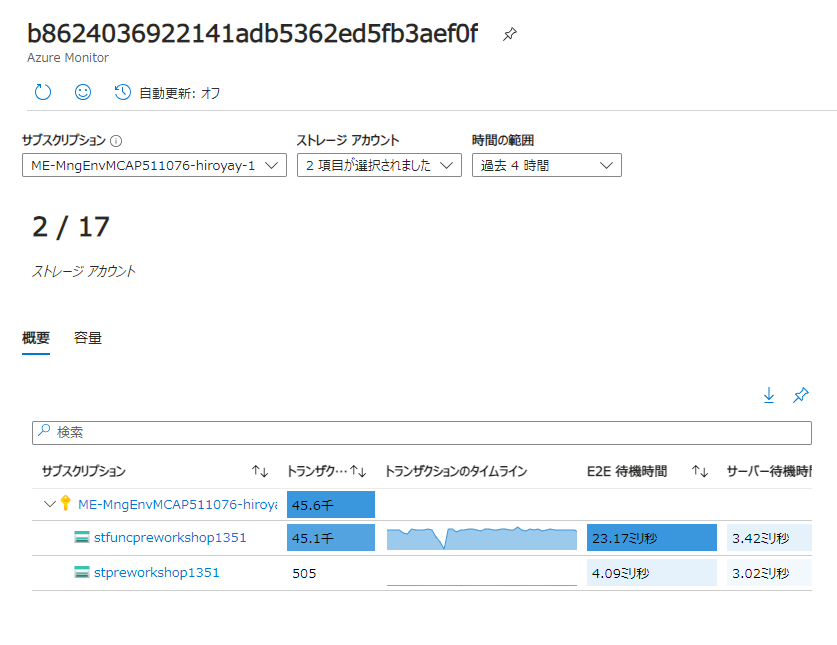 b8624036922141adb5362ed5fb3aef0f
Azure Monitor
自動更新: オフ
サブスクリプション ストレージ アカウント 時間の範囲
ME-MngEnvMCAP511076-hiroyay-1 2 項目が選択されました 過去 4 時間
2 / 17
ストレージ アカウント
概要 容量
検索
サブスクリプション トランザク… トランザクションのタイムライン E2E 待機時間 サーバー待機時
ME-MngEnvMCAP511076-hiroya 45.6千
stfuncpreworkshop1351 45.1千 23.17ミリ秒 3.42ミリ秒
stpreworkshop1351 505 4.09ミリ秒 3.02ミリ秒